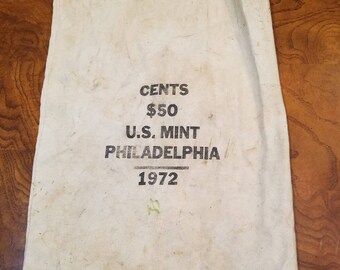 CENTS
$50
U.S. MINT
PHILADELPHIA
1972